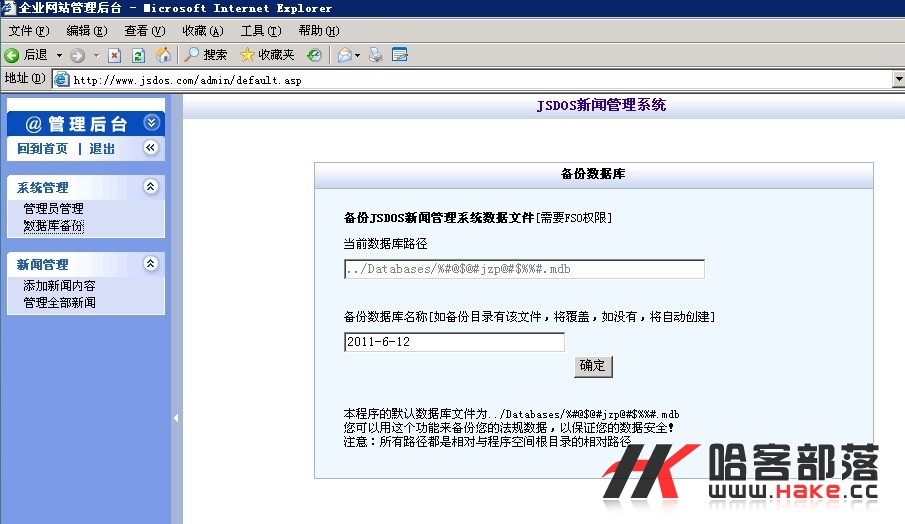 企业网站管理后台 - Microsoft Internet Explorer
文件(F) 编辑(E) 查看(V) 收藏(A) 工具(T) 帮助(H)
后退 搜索 收藏夹
地址(D) http://www.jsdos.com/admin/default.asp
JSDOS新闻管理系统
@ 管理后台
回到首页 | 退出
系统管理
管理员管理
数据库备份
新闻管理
添加新闻内容
管理全部新闻
备份数据库
备份JSDOS新闻管理系统数据文件[需要FSO权限]
当前数据库路径
../Databases/%#@$@#jzp@#$%%#.mdb
备份数据库名称[如备份目录有该文件，将覆盖，如没有，将自动创建]
2011-6-12
确定
本程序的默认数据库文件为../Databases/%#@$@#jzp@#$%%#.mdb
您可以用这个功能来备份您的法规数据，以保证您的数据安全！
注意：所有路径都是相对与程序空间根目录的相对路径
HK 哈客部落
www.HAKE.cc